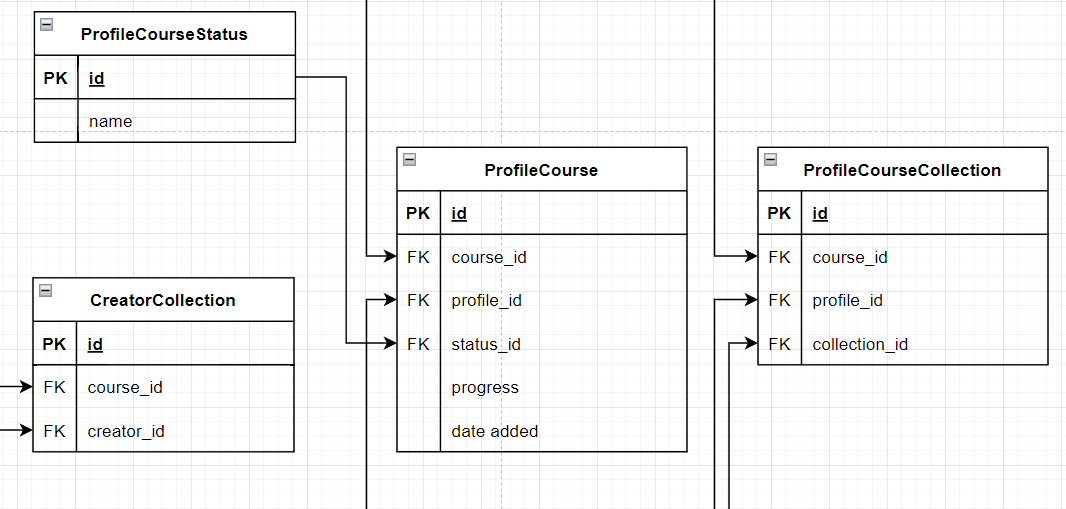 ProfileCourseStatus
PK id
name
CreatorCollection
PK id
FK course_id
FK creator_id
ProfileCourse
PK id
FK course_id
FK profile_id
FK status_id
progress
date added
ProfileCourseCollection
PK id
FK course_id
FK profile_id
FK collection_id